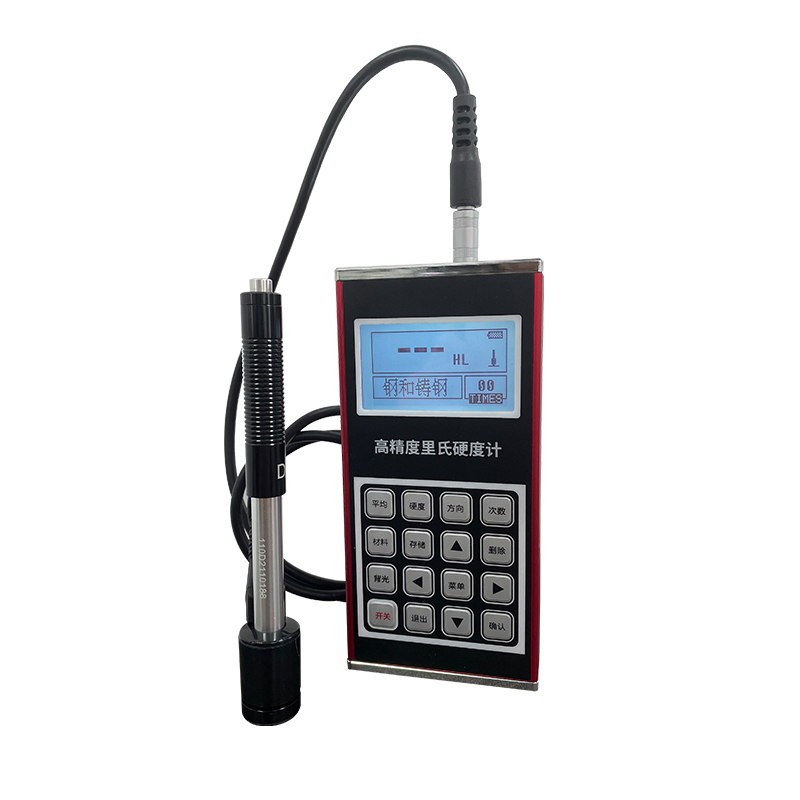 --- HL
钢和铸钢 00
TIMES
高精度里氏硬度计
平均 硬度 方向 次数
材料 存储 删除
背光 菜单
开关 退出 确认
D
110D2110188